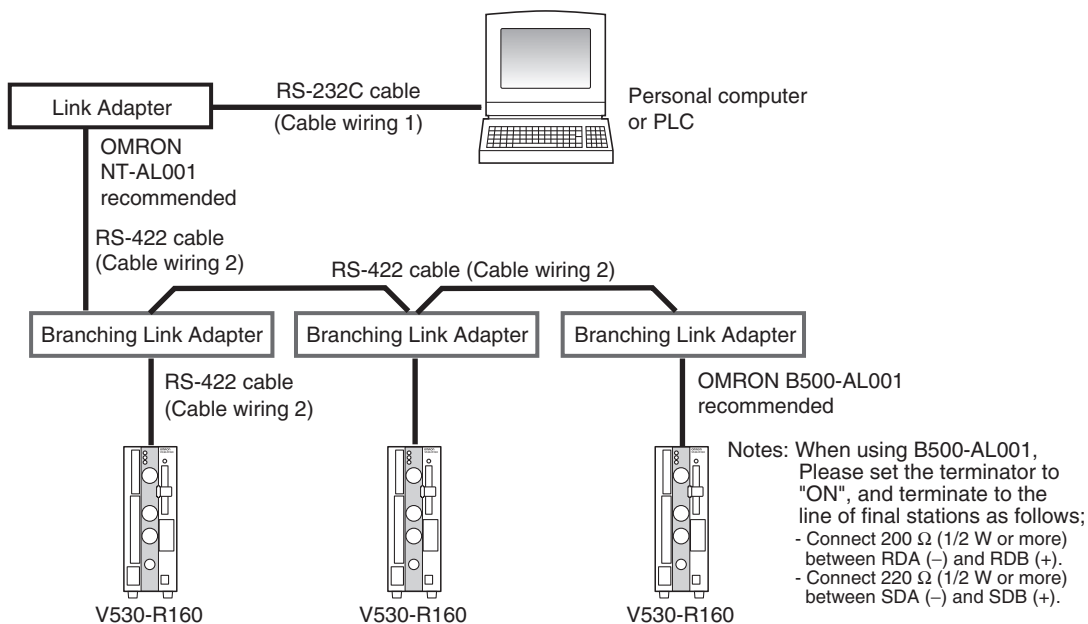 RS-232C cable
(Cable wiring 1)
Link Adapter
Personal computer
or PLC
OMRON
NT-AL001
recommended
RS-422 cable
(Cable wiring 2)
RS-422 cable (Cable wiring 2)
Branching Link Adapter
Branching Link Adapter
Branching Link Adapter
RS-422 cable
(Cable wiring 2)
OMRON B500-AL001
recommended
Notes: When using B500-AL001,
Please set the terminator to
"ON", and terminate to the
line of final stations as follows;
- Connect 200 Ω (1/2 W or more)
between RDA (–) and RDB (+).
- Connect 220 Ω (1/2 W or more)
between SDA (–) and SDB (+).
V530-R160
V530-R160
V530-R160